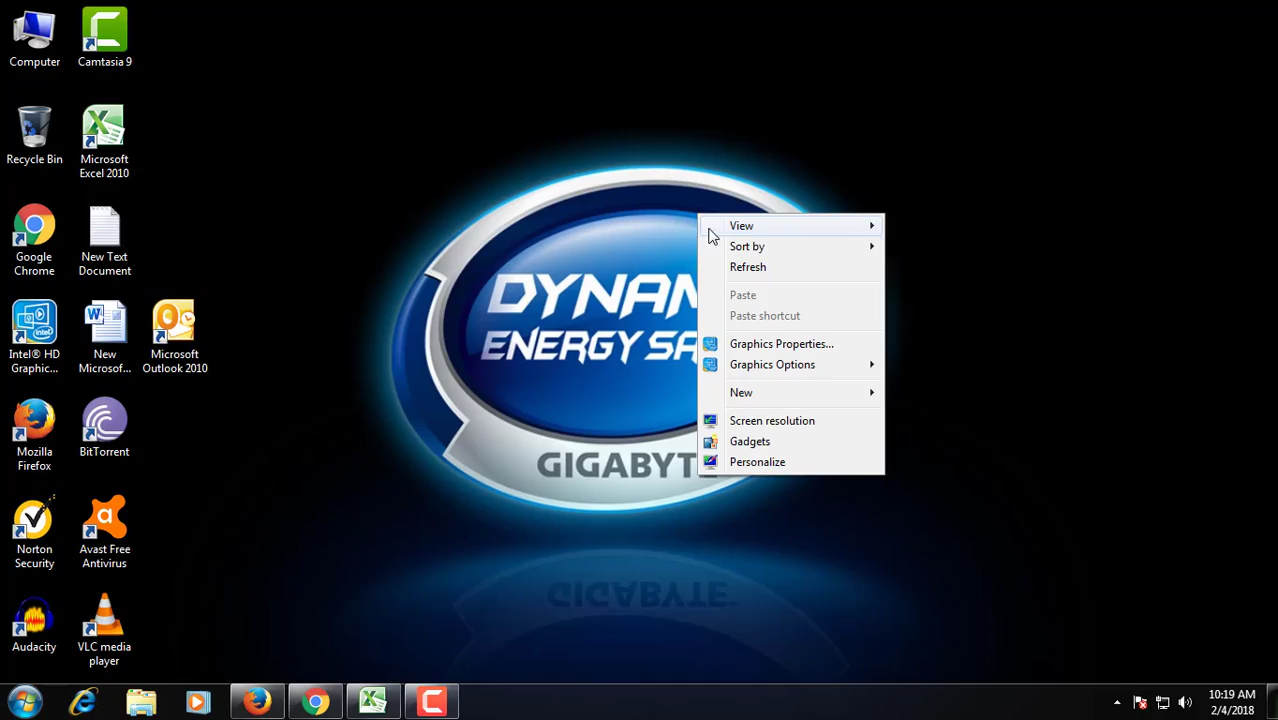 Computer
Camtasia 9
Recycle Bin
Microsoft
Excel 2010
Google
Chrome
New Text
Document
Intel® HD
Graphic...
New
Microsof...
Microsoft
Outlook 2010
Mozilla
Firefox
BitTorrent
Norton
Security
Avast Free
Antivirus
Audacity
VLC media
player
DYNAM
ENERGY SA
GIGABYTE
GIGABYTE
View
Sort by
Refresh
Paste
Paste shortcut
Graphics Properties...
Graphics Options
New
Screen resolution
Gadgets
Personalize
10:19 AM
2/4/2018